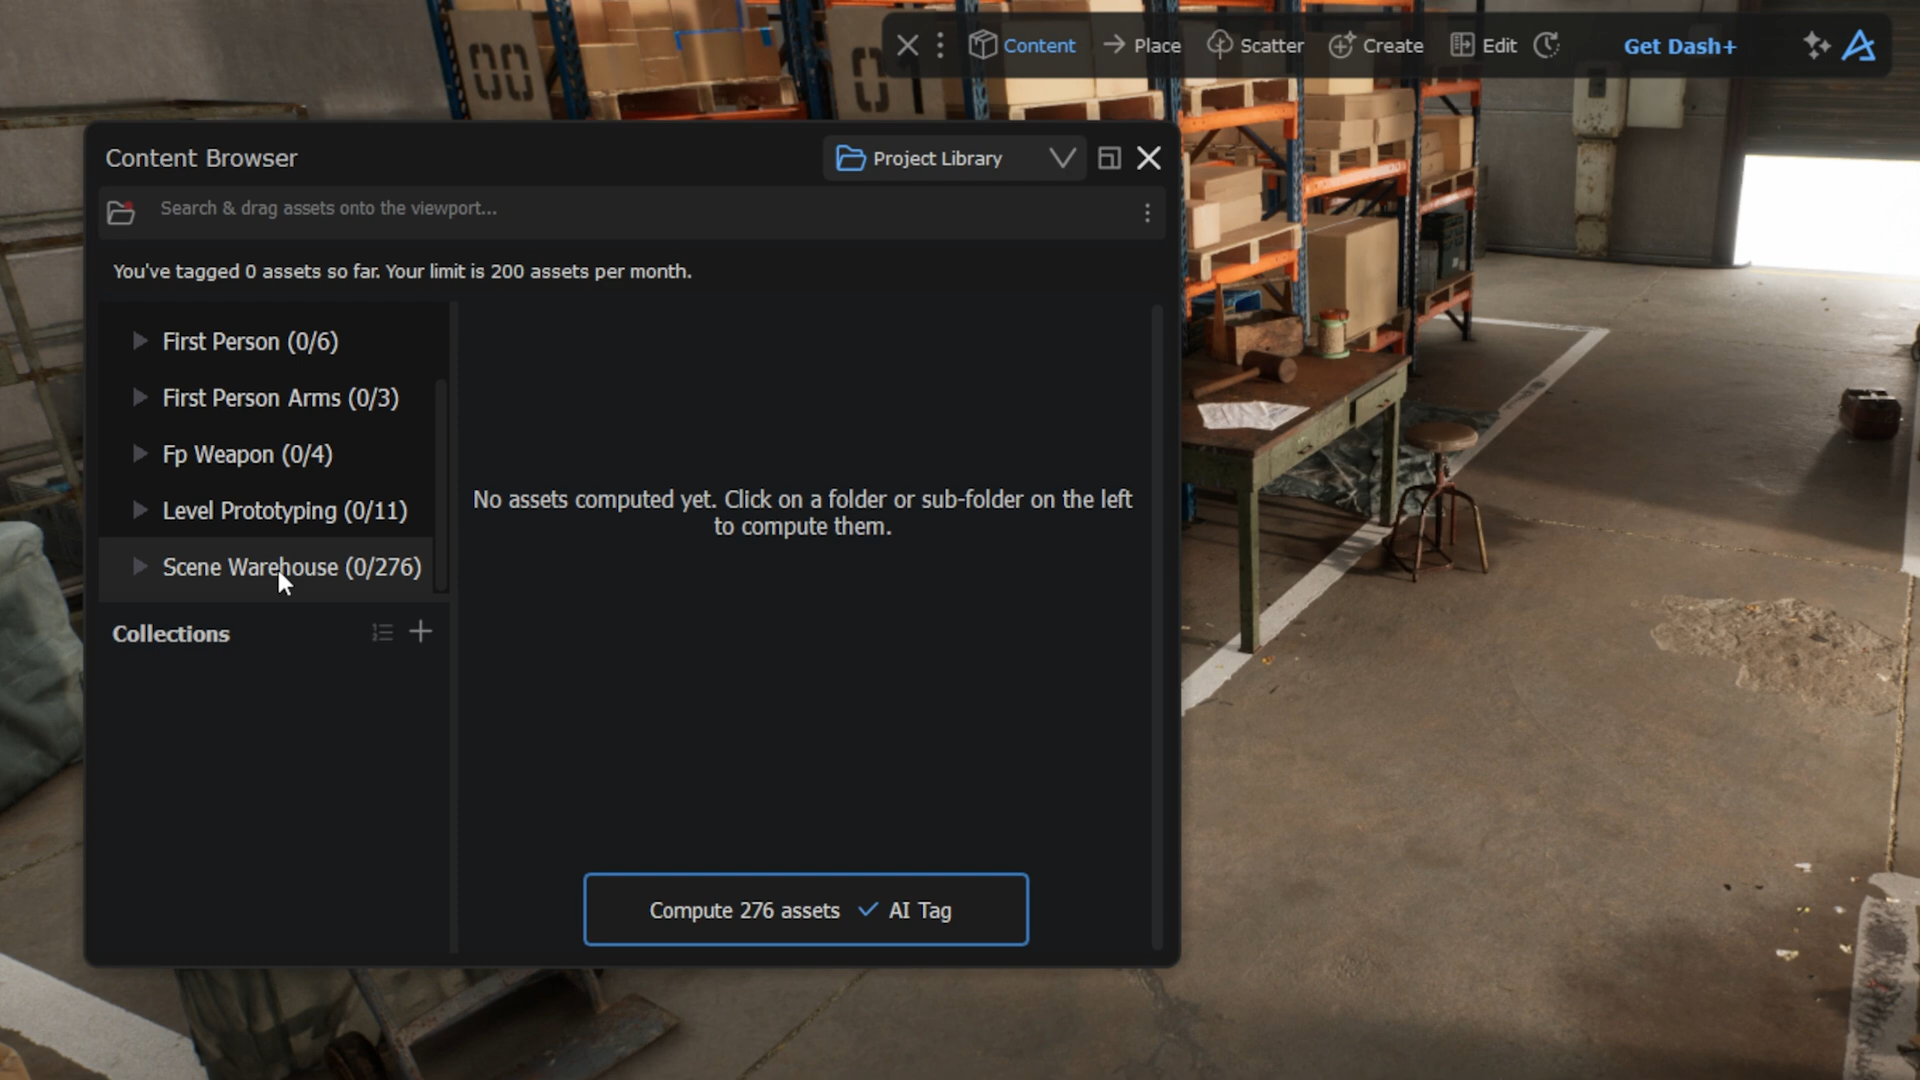 00
01
Content
Place
Scatter
Create
Edit
Get Dash+
Content Browser
Project Library
Search & drag assets onto the viewport...
You've tagged 0 assets so far. Your limit is 200 assets per month.
First Person (0/6)
First Person Arms (0/3)
Fp Weapon (0/4)
Level Prototyping (0/11)
Scene Warehouse (0/276)
No assets computed yet. Click on a folder or sub-folder on the left
to compute them.
Collections
Compute 276 assets
AI Tag